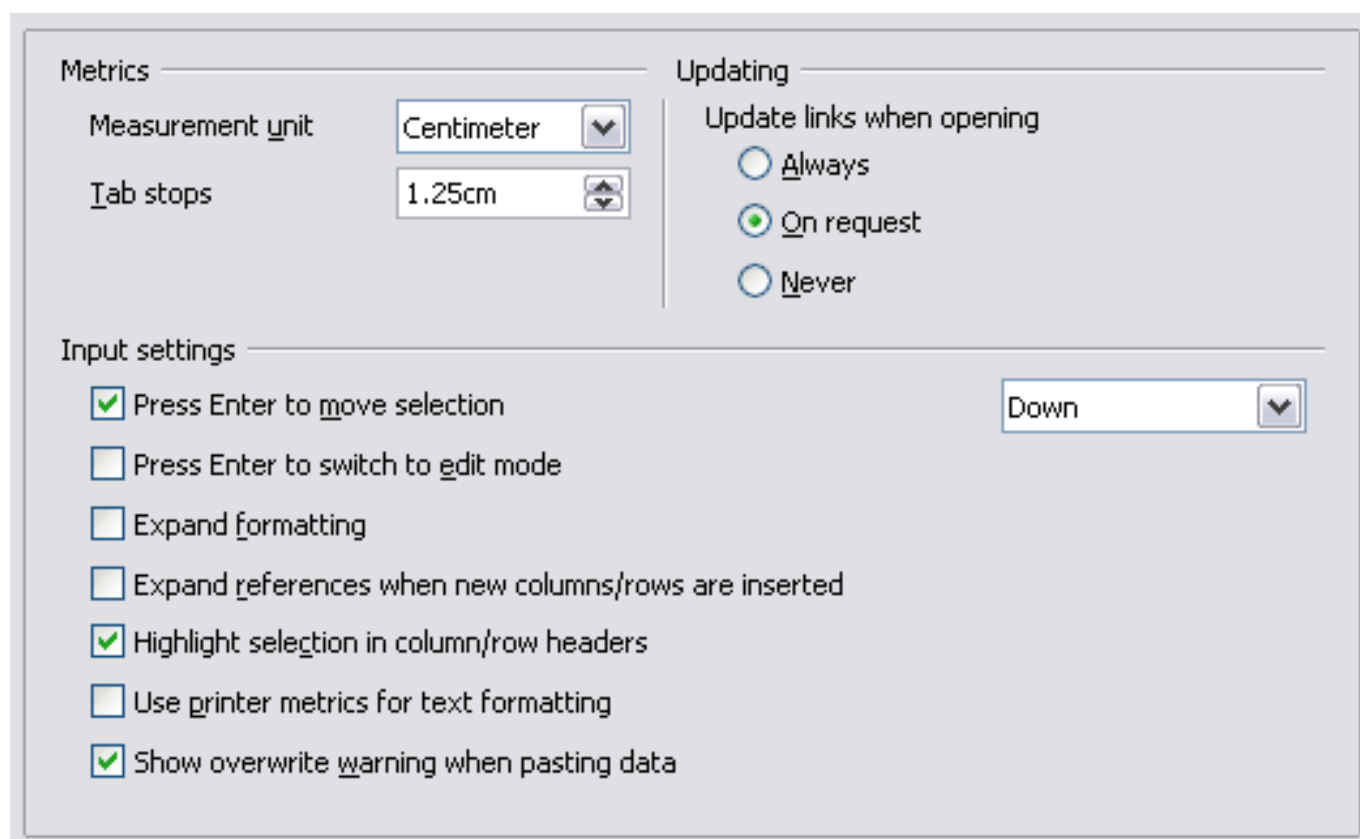 Metrics
Measurement unit Centimeter
Tab stops 1.25cm
Updating
Update links when opening
Always
On request
Never
Input settings
Press Enter to move selection Down
Press Enter to switch to edit mode
Expand formatting
Expand references when new columns/rows are inserted
Highlight selection in column/row headers
Use printer metrics for text formatting
Show overwrite warning when pasting data